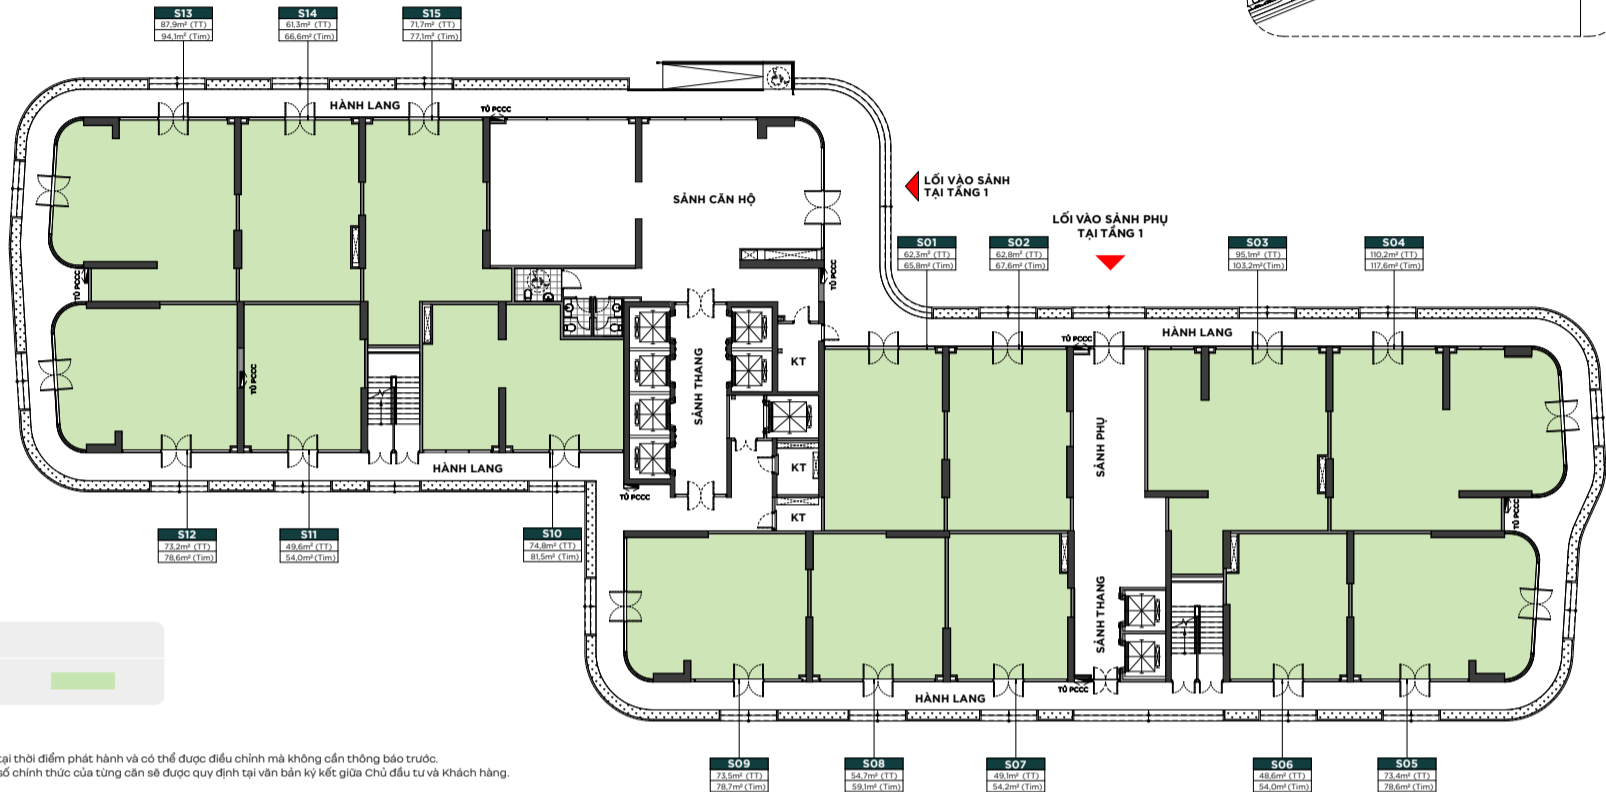 S13
87,9m² (TT)
94,1m² (Tim)
S14
61,3m² (TT)
66,6m² (Tim)
S15
71,7m² (TT)
77,1m² (Tim)
HÀNH LANG
TỦ PCCC
SẢNH CĂN HỘ
LỐI VÀO SẢNH
TẠI TẦNG 1
LỐI VÀO SẢNH PHỤ
TẠI TẦNG 1
S01
62,3m² (TT)
65,8m² (Tim)
S02
62,8m² (TT)
67,6m² (Tim)
S03
95,1m² (TT)
103,2m² (Tim)
S04
110,2m² (TT)
117,6m² (Tim)
TỦ PCCC
TỦ PCCC
HÀNH LANG
TỦ PCCC
KT
TỦ PCCC
SẢNH THANG
SẢNH PHỤ
HÀNH LANG
KT
TỦ PCCC
KT
TỦ PCCC
S12
73,2m² (TT)
78,6m² (Tim)
S11
49,6m² (TT)
54,0m² (Tim)
S10
74,8m² (TT)
81,5m² (Tim)
SẢNH THANG
TỦ PCCC
HÀNH LANG
tại thời điểm phát hành và có thể được điều chỉnh mà không cần thông báo trước.
số chính thức của từng căn sẽ được quy định tại văn bản ký kết giữa Chủ đầu tư và Khách hàng.
S09
73,5m² (TT)
78,7m² (Tim)
S08
54,7m² (TT)
59,1m² (Tim)
S07
49,1m² (TT)
54,2m² (Tim)
S06
48,6m² (TT)
54,0m² (Tim)
S05
73,4m² (TT)
78,6m² (Tim)